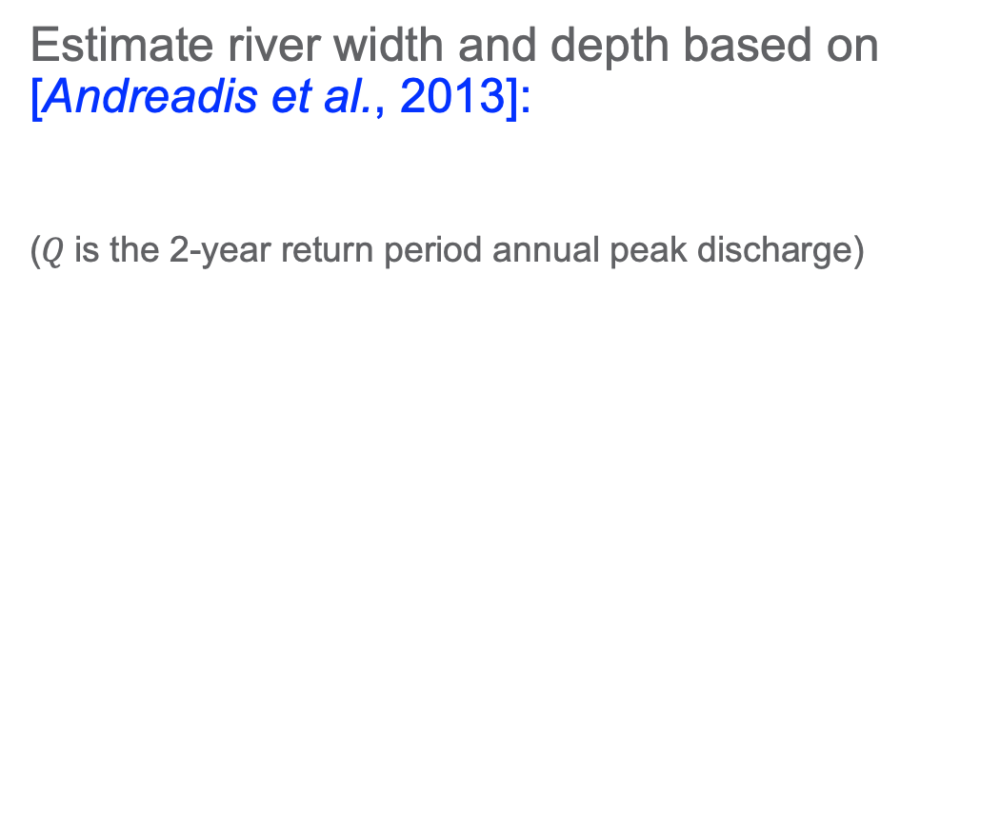 Estimate river width and depth based on
[Andreadis et al., 2013]:
(Q is the 2-year return period annual peak discharge)